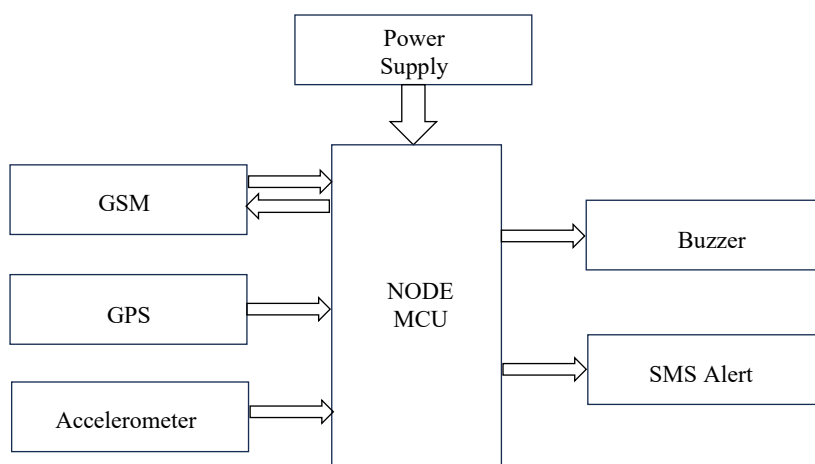 Power
Supply
GSM
Buzzer
NODE
MCU
GPS
SMS Alert
Accelerometer